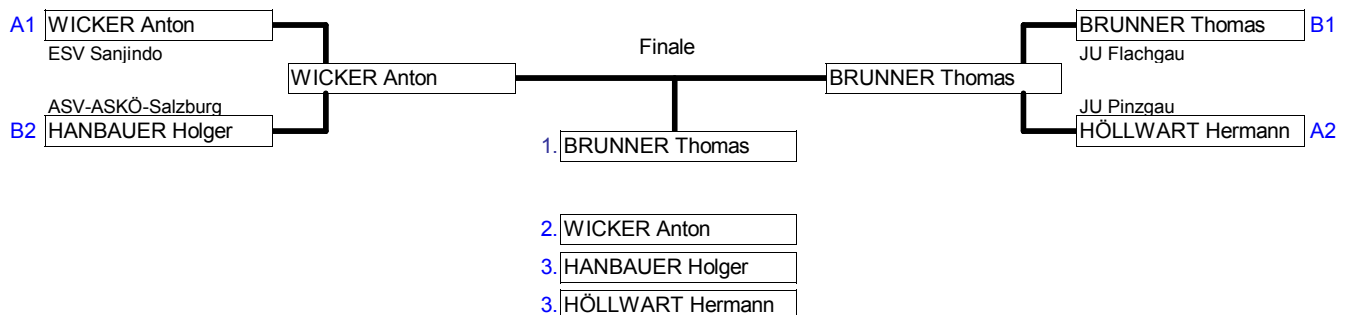 A1 WICKER Anton
ESV Sanjindo
WICKER Anton
ASV-ASKÖ-Salzburg
B2 HANBAUER Holger
Finale
BRUNNER Thomas B1
JU Flachgau
BRUNNER Thomas
JU Pinzgau
HÖLLWART Hermann A2
1. BRUNNER Thomas
2. WICKER Anton
3. HANBAUER Holger
3. HÖLLWART Hermann